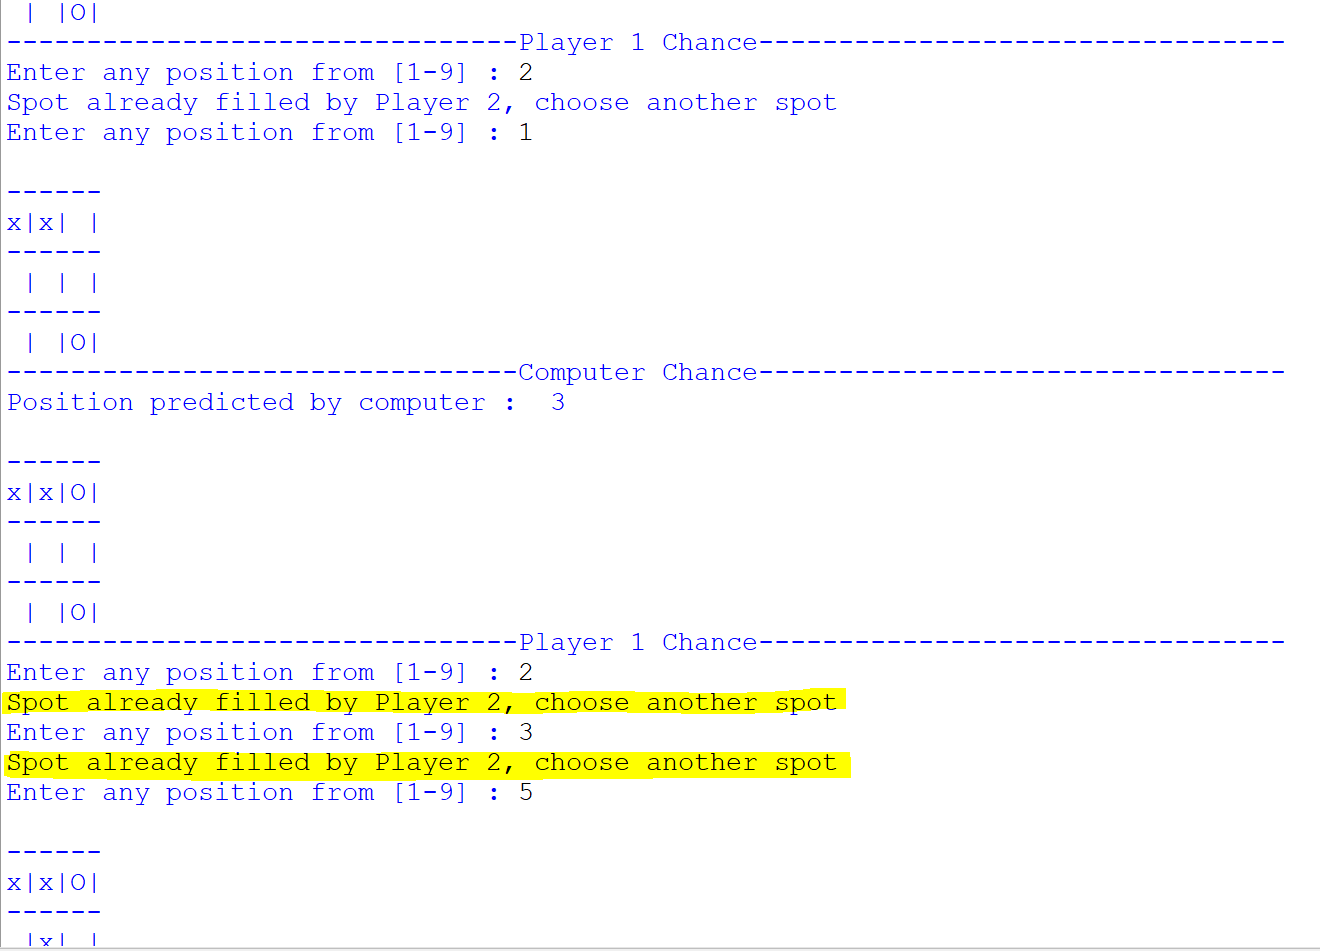 | |O|
--------------------------------Player 1 Chance---------------------------------
Enter any position from [1-9] : 2
Spot already filled by Player 2, choose another spot
Enter any position from [1-9] : 1

------
x|x| |
------
 | | |
------
 | |O|
--------------------------------Computer Chance---------------------------------
Position predicted by computer :  3

------
x|x|O|
------
 | | |
------
 | |O|
--------------------------------Player 1 Chance---------------------------------
Enter any position from [1-9] : 2
Spot already filled by Player 2, choose another spot
Enter any position from [1-9] : 3
Spot already filled by Player 2, choose another spot
Enter any position from [1-9] : 5

------
x|x|O|
------
 |x| |